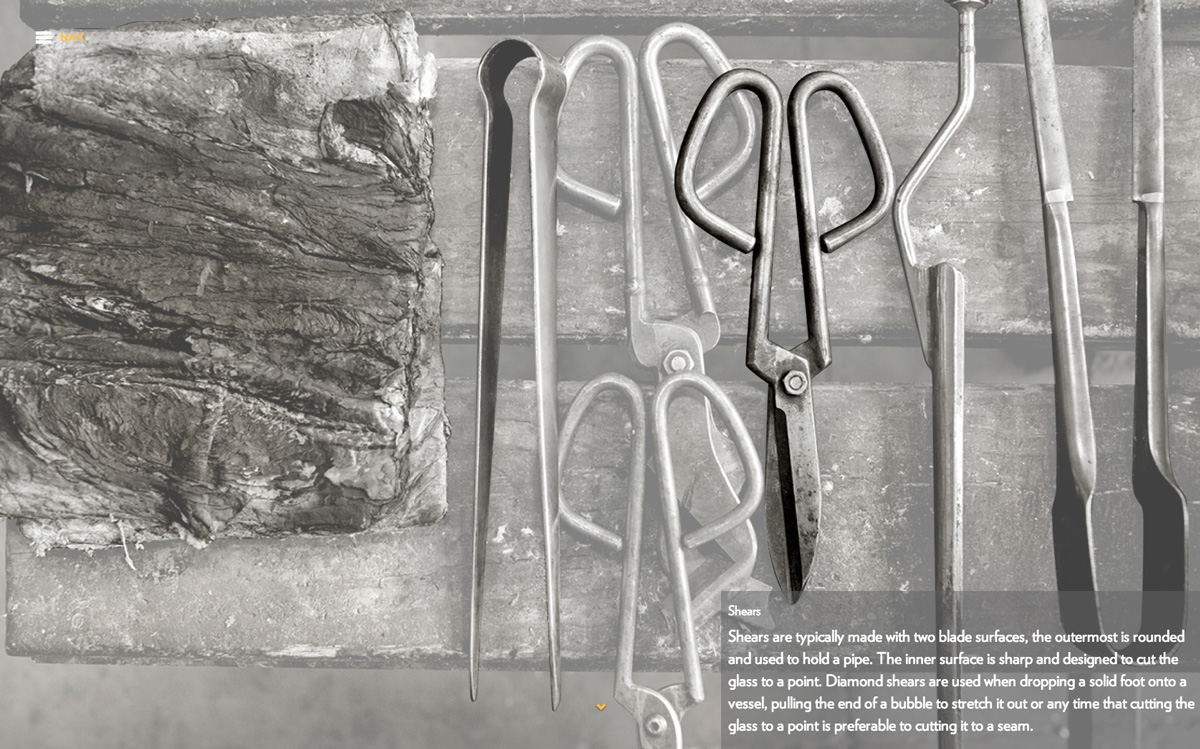 NAV
Shears
Shears are typically made with two blade surfaces, the outermost is rounded
and used to hold a pipe. The inner surface is sharp and designed to cut the
glass to a point. Diamond shears are used when dropping a solid foot onto a
vessel, pulling the end of a bubble to stretch it out or any time that cutting the
glass to a point is preferable to cutting it to a seam.